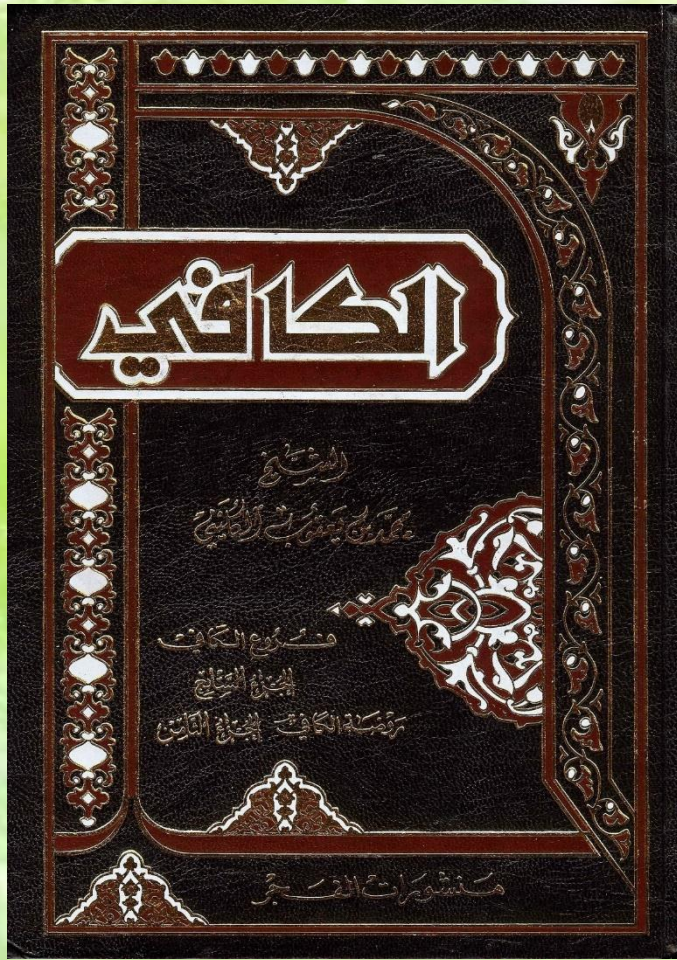 الكافي
الشيخ
محمد بن يعقوب الكليني
فروع الكافي
الجزء السابع
روضة الكافي الجزء الثامن
منشورات الفجر